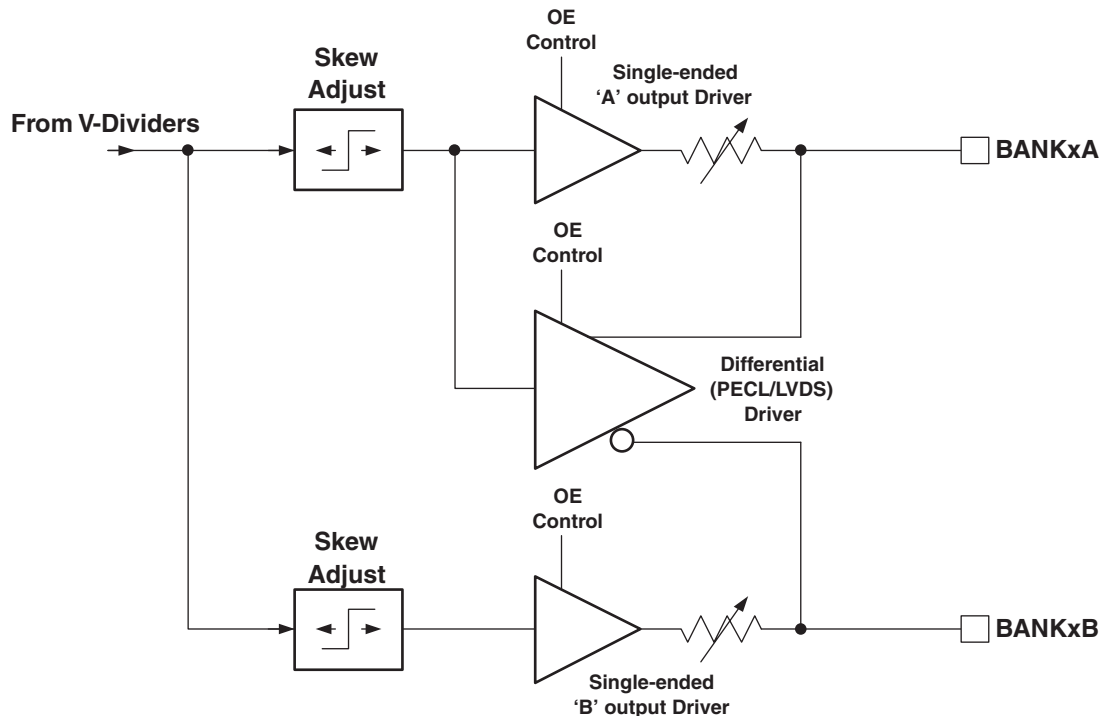 OE
Control
Skew
Adjust
Single-ended
‘A’ output Driver
From V-Dividers
BANKxA
OE
Control
Differential
(PECL/LVDS)
Driver
OE
Control
Skew
Adjust
BANKxB
Single-ended
‘B’ output Driver